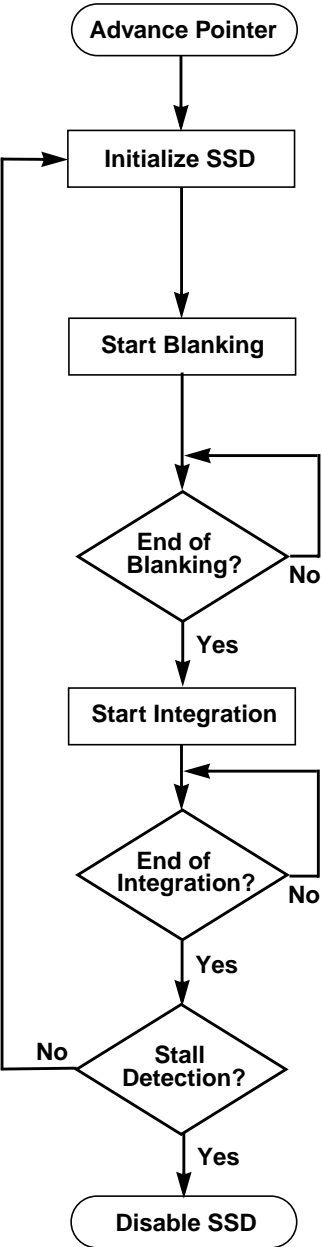 Advance Pointer
Initialize SSD
Start Blanking
End of
Blanking?
No
Yes
Start Integration
End of
Integration?
No
Yes
No
Stall
Detection?
Yes
Disable SSD